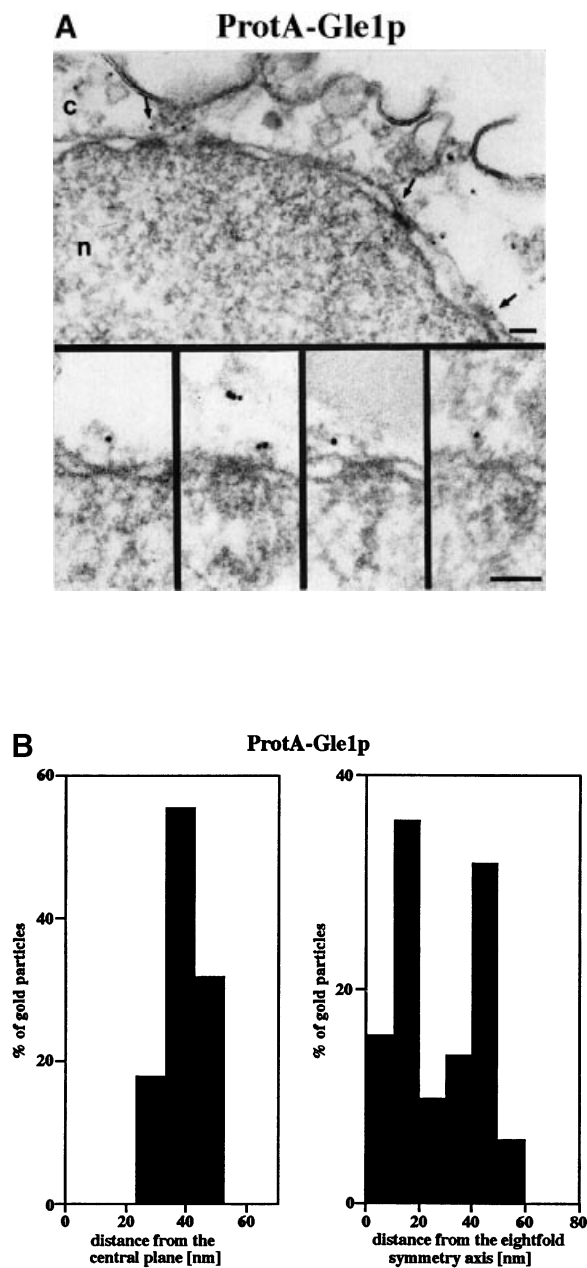 A
ProtA-Gle1p
c
n
B
ProtA-Gle1p
60
40
20
0
% of gold particles
0 20 40 60
distance from the
central plane [nm]
40
20
0
% of gold particles
0 20 40 60 80
distance from the eightfold
symmetry axis [nm]